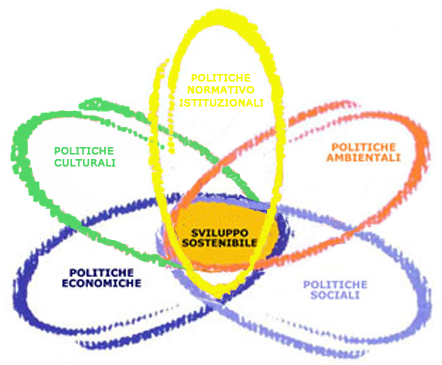 POLITICHE
NORMATIVO
ISTITUZIONALI
POLITICHE
CULTURALI
POLITICHE
AMBIENTALI
SVILUPPO
SOSTENIBILE
POLITICHE
ECONOMICHE
POLITICHE
SOCIALI